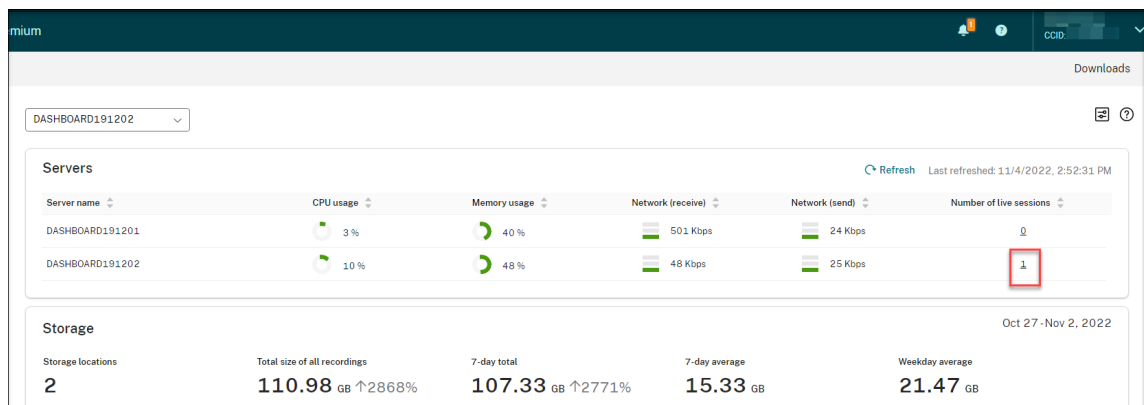 mium
1
?
CCID:
Downloads
DASHBOARD191202
?
Servers
Refresh Last refreshed: 11/4/2022, 2:52:31 PM
Server name CPU usage Memory usage Network (receive) Network (send) Number of live sessions
DASHBOARD191201 3 % 40 % 501 Kbps 24 Kbps 0
DASHBOARD191202 10 % 48 % 48 Kbps 25 Kbps 1
Storage Oct 27 - Nov 2, 2022
Storage locations Total size of all recordings 7-day total 7-day average Weekday average
2 110.98 GB ↑2868% 107.33 GB ↑2771% 15.33 GB 21.47 GB